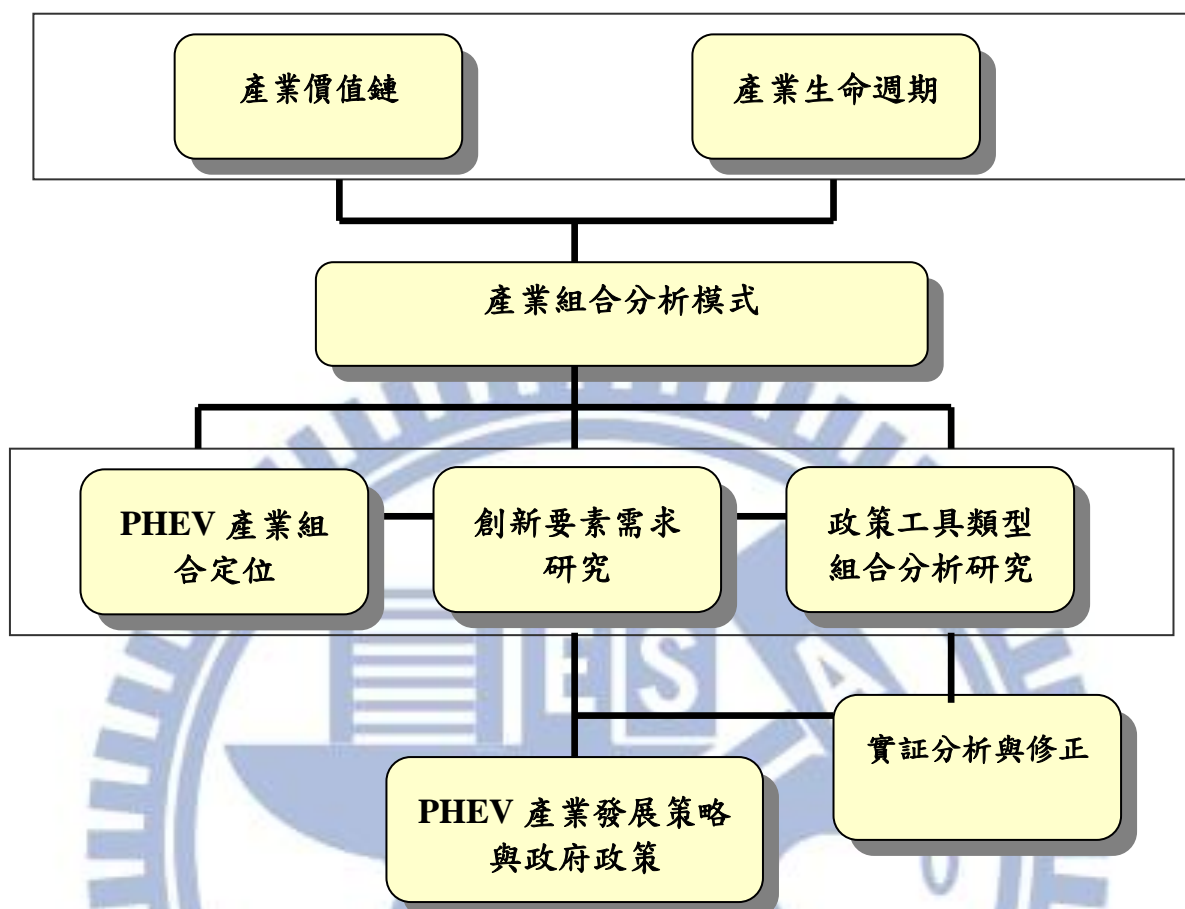 產業價值鏈
產業生命週期
產業組合分析模式
PHEV 產業組
合定位
創新要素需求
研究
政策工具類型
組合分析研究
實証分析與修正
PHEV 產業發展策略
與政府政策
E S A